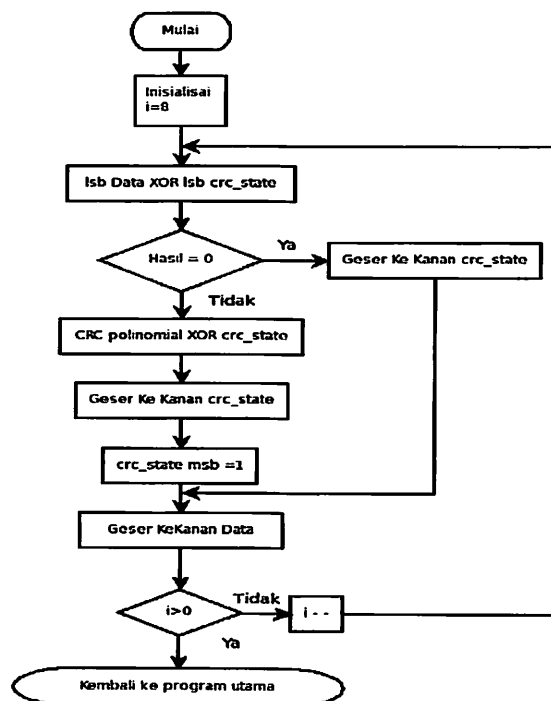 Mulai
Inisialisai
i=8
lsb Data XOR lsb crc_state
Hasil = 0
Ya
Geser Ke Kanan crc_state
Tidak
CRC polinomial XOR crc_state
Geser Ke Kanan crc_state
crc_state msb =1
Geser KeKanan Data
i>0
Tidak
i - -
Ya
Kembali ke program utama